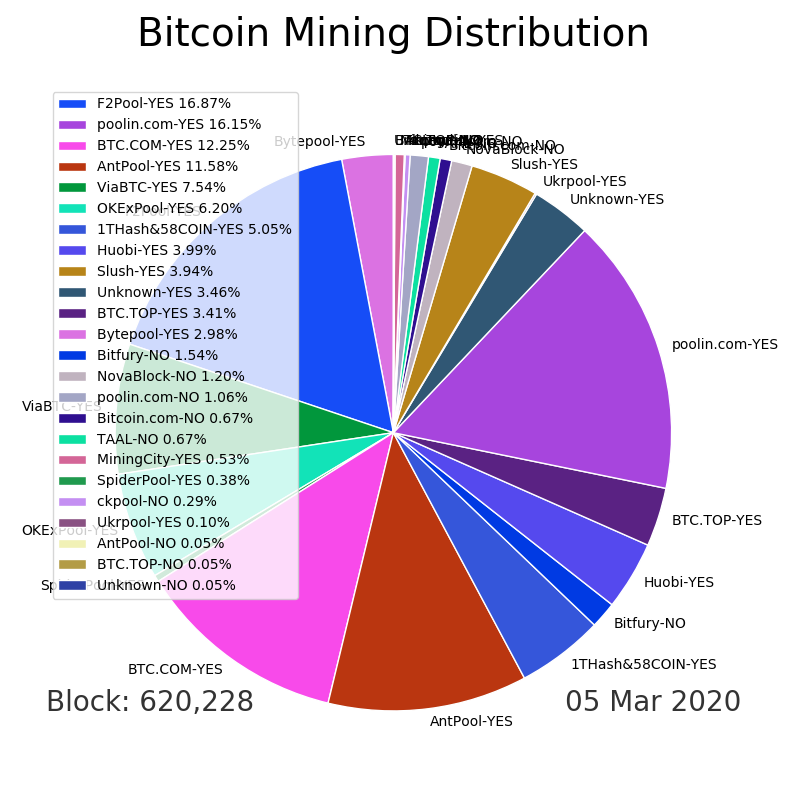 Bitcoin Mining Distribution
F2Pool-YES 16.87%
poolin.com-YES 16.15%
BTC.COM-YES 12.25%
AntPool-YES 11.58%
ViaBTC-YES 7.54%
OKExPool-YES 6.20%
1THash&58COIN-YES 5.05%
Huobi-YES 3.99%
Slush-YES 3.94%
Unknown-YES 3.46%
BTC.TOP-YES 3.41%
Bytepool-YES 2.98%
Bitfury-NO 1.54%
NovaBlock-NO 1.20%
poolin.com-NO 1.06%
Bitcoin.com-NO 0.67%
TAAL-NO 0.67%
MiningCity-YES 0.53%
SpiderPool-YES 0.38%
ckpool-NO 0.29%
Ukrpool-YES 0.10%
AntPool-NO 0.05%
BTC.TOP-NO 0.05%
Unknown-NO 0.05%
Bytepool-YES
NovaBlock-NO
Slush-YES
Ukrpool-YES
Unknown-YES
poolin.com-YES
ViaBTC-YES
OKExPool-YES
BTC.TOP-YES
Huobi-YES
Bitfury-NO
1THash&58COIN-YES
BTC.COM-YES
AntPool-YES
Block: 620,228
05 Mar 2020